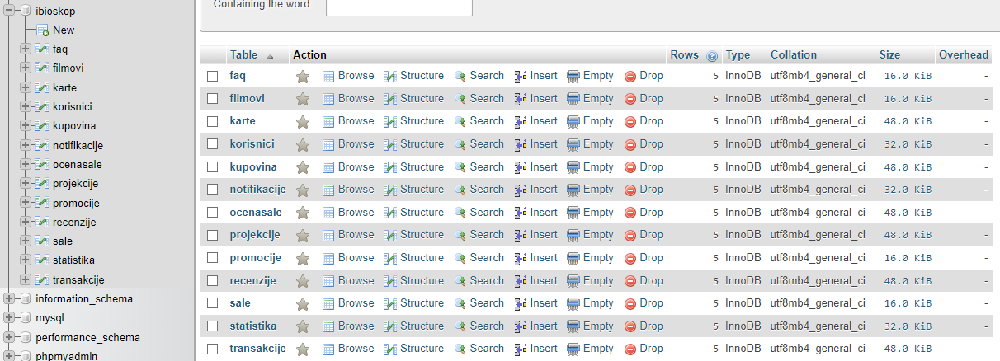 ibioskop
New
faq
filmovi
karte
korisnici
kupovina
notifikacije
ocenasale
projekcije
promocije
recenzije
sale
statistika
transakcije
information_schema
mysql
performance_schema
phpmyadmin
Containing the word:
Table Action Rows Type Collation Size Overhead
faq Browse Structure Search Insert Empty Drop 5 InnoDB utf8mb4_general_ci 16.0 KiB -
filmovi Browse Structure Search Insert Empty Drop 5 InnoDB utf8mb4_general_ci 16.0 KiB -
karte Browse Structure Search Insert Empty Drop 5 InnoDB utf8mb4_general_ci 48.0 KiB -
korisnici Browse Structure Search Insert Empty Drop 5 InnoDB utf8mb4_general_ci 32.0 KiB -
kupovina Browse Structure Search Insert Empty Drop 5 InnoDB utf8mb4_general_ci 48.0 KiB -
notifikacije Browse Structure Search Insert Empty Drop 5 InnoDB utf8mb4_general_ci 32.0 KiB -
ocenasale Browse Structure Search Insert Empty Drop 5 InnoDB utf8mb4_general_ci 48.0 KiB -
projekcije Browse Structure Search Insert Empty Drop 5 InnoDB utf8mb4_general_ci 48.0 KiB -
promocije Browse Structure Search Insert Empty Drop 5 InnoDB utf8mb4_general_ci 16.0 KiB -
recenzije Browse Structure Search Insert Empty Drop 5 InnoDB utf8mb4_general_ci 48.0 KiB -
sale Browse Structure Search Insert Empty Drop 5 InnoDB utf8mb4_general_ci 16.0 KiB -
statistika Browse Structure Search Insert Empty Drop 5 InnoDB utf8mb4_general_ci 32.0 KiB -
transakcije Browse Structure Search Insert Empty Drop 5 InnoDB utf8mb4_general_ci 48.0 KiB -